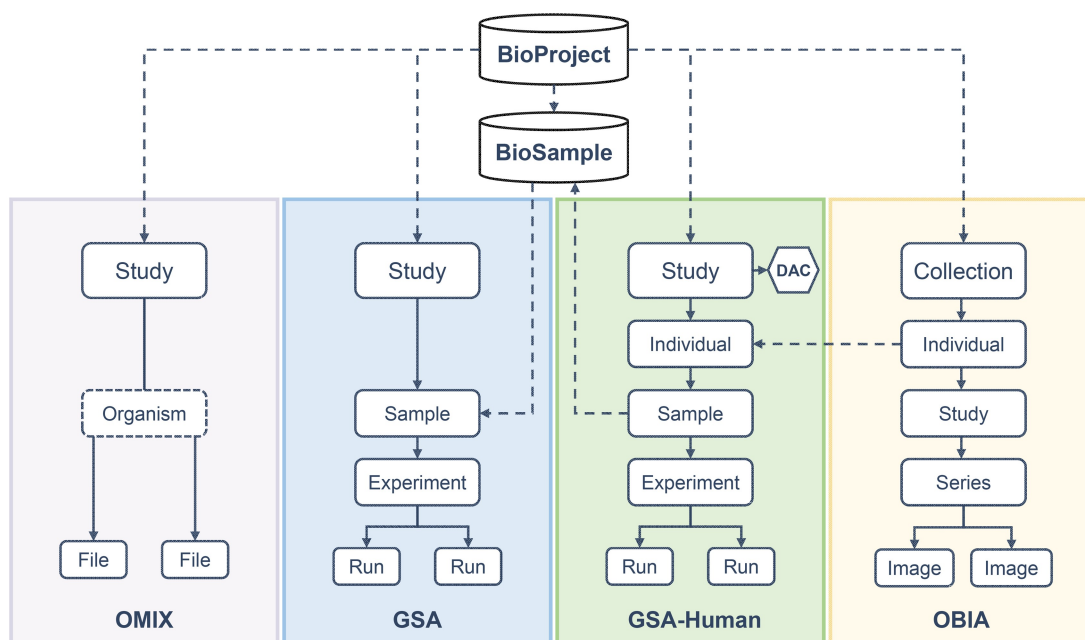 BioProject
BioSample
Study
Study
Study
DAC
Collection
Individual
Individual
Organism
Sample
Sample
Study
Experiment
Experiment
Series
File
File
Run
Run
Run
Run
Image
Image
OMIX
GSA
GSA-Human
OBIA